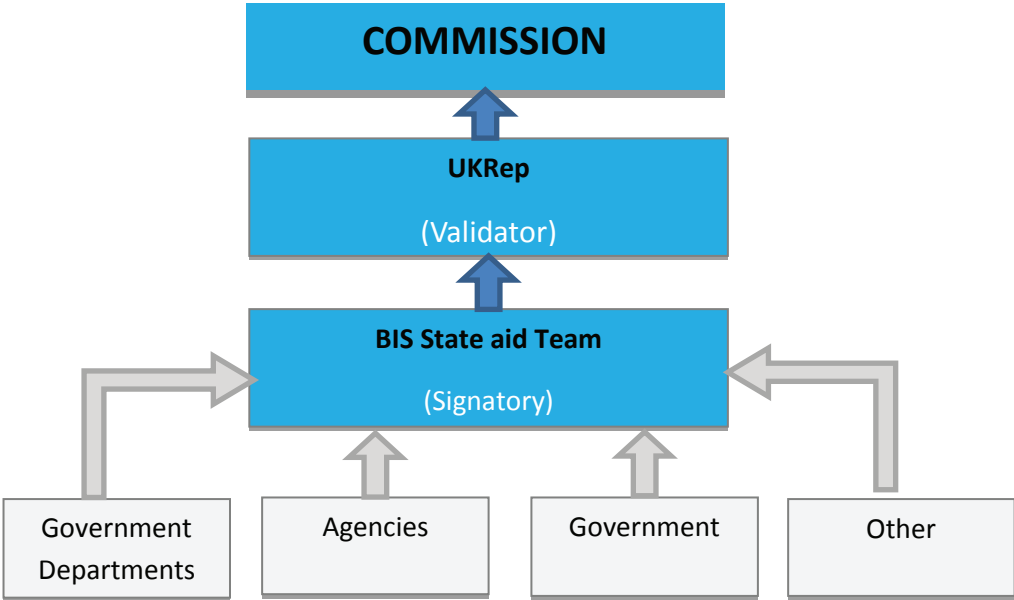 COMMISSION
UKRep
(Validator)
BIS State aid Team
(Signatory)
Government
Departments
Agencies
Government
Other